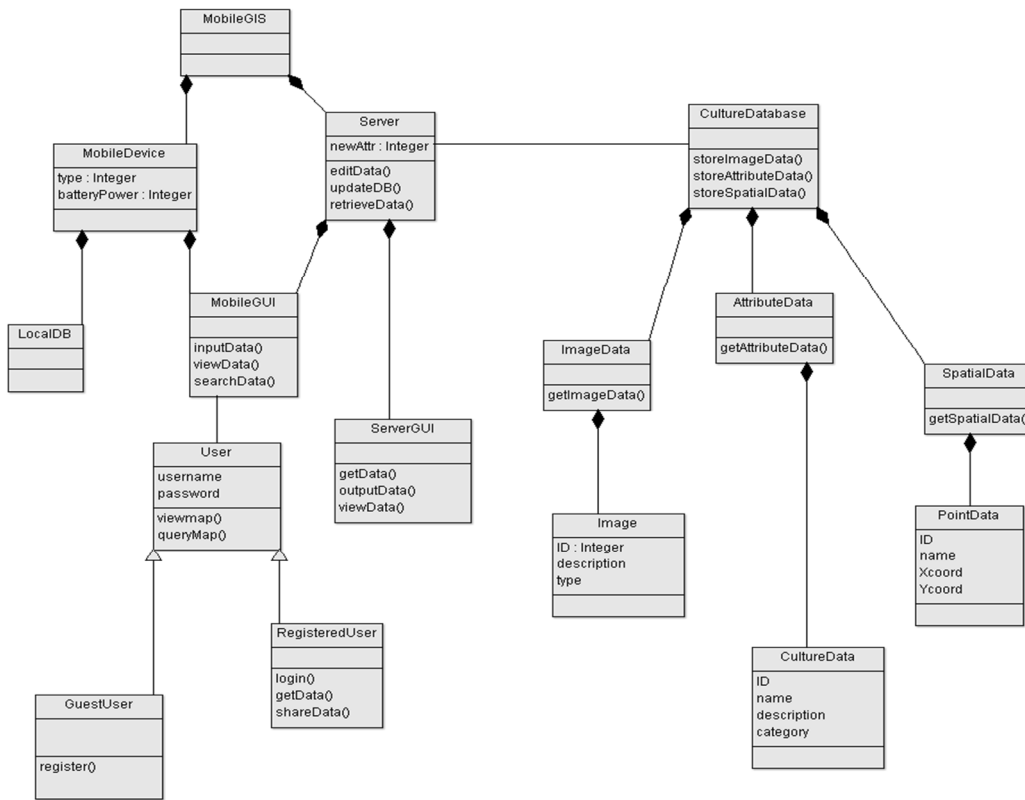 MobileGIS
Server
newAttr : Integer
editData()
updateDB()
retrieveData()
CultureDatabase
storeImageData()
storeAttributeData()
storeSpatialData()
MobileDevice
type : Integer
batteryPower : Integer
LocalDB
MobileGUI
inputData()
viewData()
searchData()
AttributeData
getAttributeData()
ImageData
getImageData()
SpatialData
getSpatialData()
User
username
password
viewmap()
queryMap()
ServerGUI
getData()
outputData()
viewData()
Image
ID : Integer
description
type
PointData
ID
name
Xcoord
Ycoord
RegisteredUser
login()
getData()
shareData()
CultureData
ID
name
description
category
GuestUser
register()